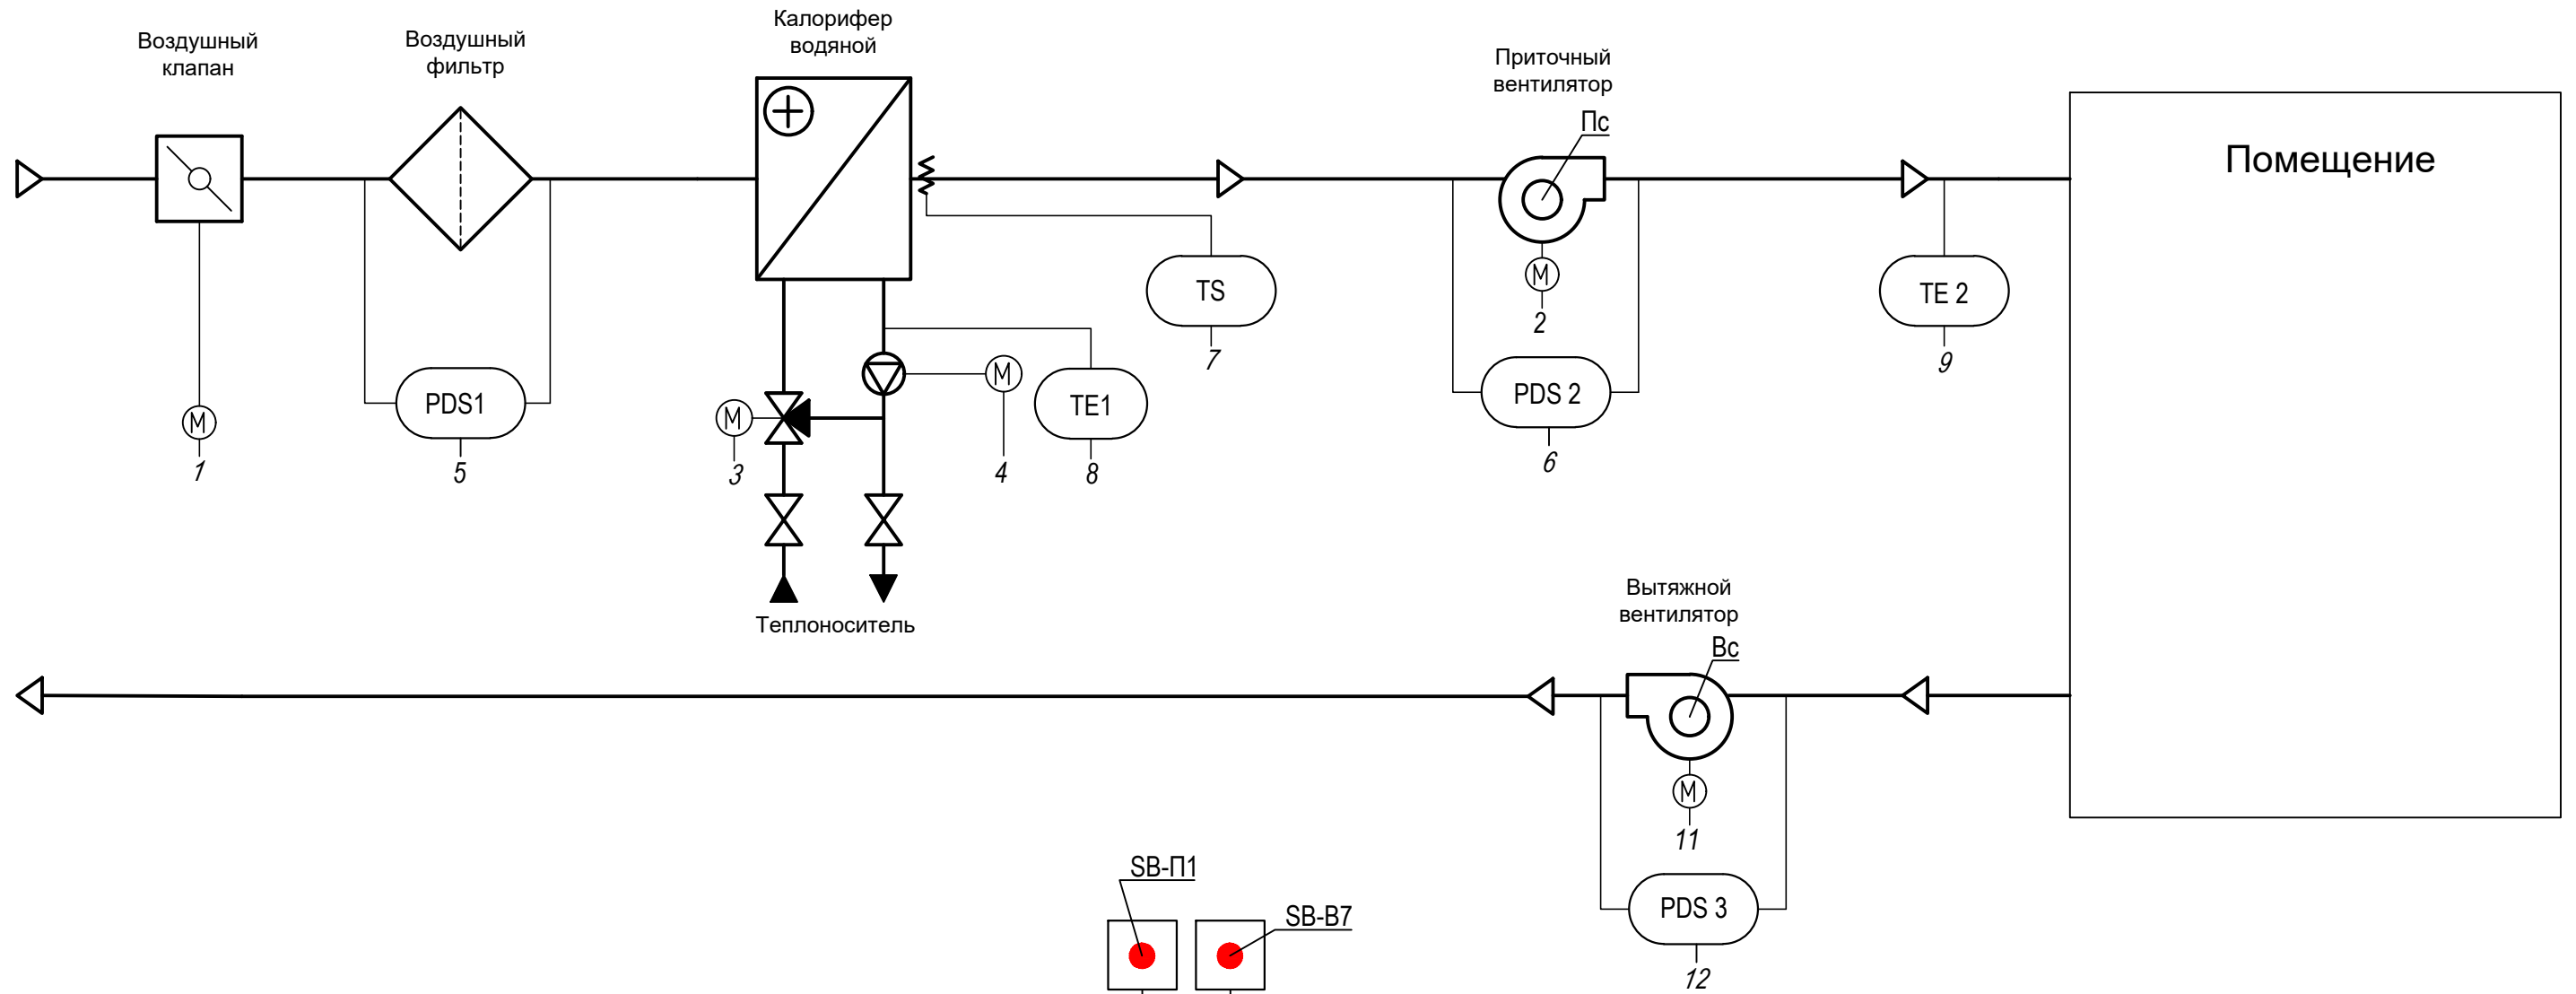 Воздушный
клапан
Воздушный
фильтр
Калорифер
водяной
Приточный
вентилятор
Пс
Помещение
TS
7
M
2
TE 2
9
PDS1
5
M
1
M
3
M
4
TE1
8
PDS 2
6
Теплоноситель
Вытяжной
вентилятор
Вс
M
11
PDS 3
12
SB-П1
SB-В7